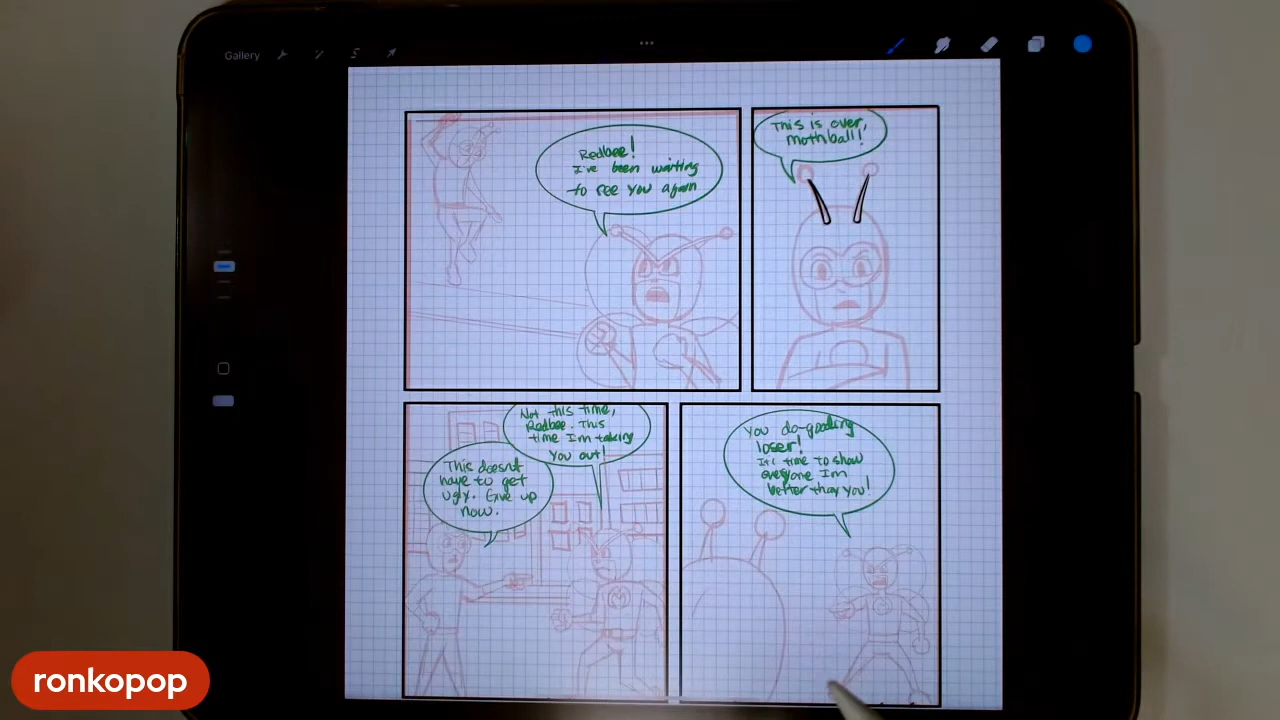 Gallery
Redbee!
I've been waiting
to see you again
This is over,
Mothball!
Not this time,
Redbee. This
time I'm taking
you out!
This doesn't
have to get
ugly. Give up
now.
You do-gooding
loser!
It's time to show
everyone I'm
better than you!
M
ronkopop